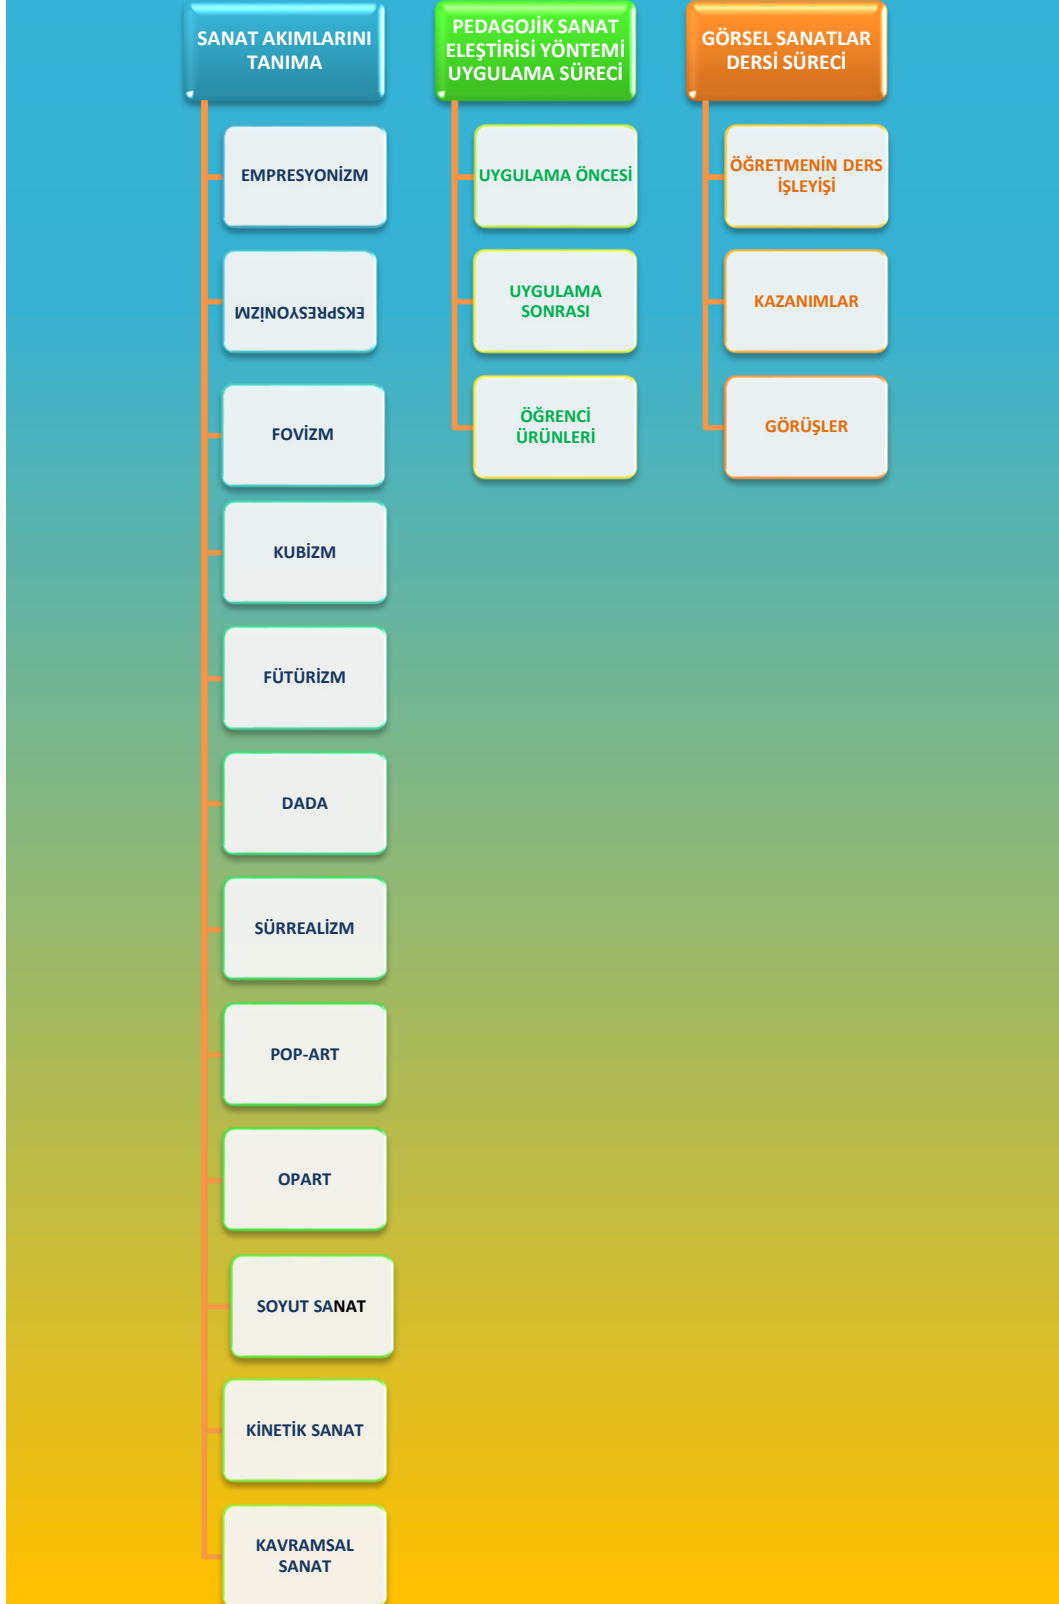 SANAT AKIMLARINI
TANIMA
EMPRESYONİZM
EKSPRESYONİZM
FOVİZM
KUBİZM
FÜTÜRİZM
DADA
SÜRREALİZM
POP-ART
OPART
SOYUT SANAT
KİNETİK SANAT
KAVRAMSAL
SANAT
PEDAGOJİK SANAT
ELEŞTİRİSİ YÖNTEMİ
UYGULAMA SÜRECİ
UYGULAMA ÖNCESİ
UYGULAMA
SONRASI
ÖĞRENCİ
ÜRÜNLERİ
GÖRSEL SANATLAR
DERSİ SÜRECİ
ÖĞRETMENİN DERS
İŞLEYİŞİ
KAZANIMLAR
GÖRÜŞLER